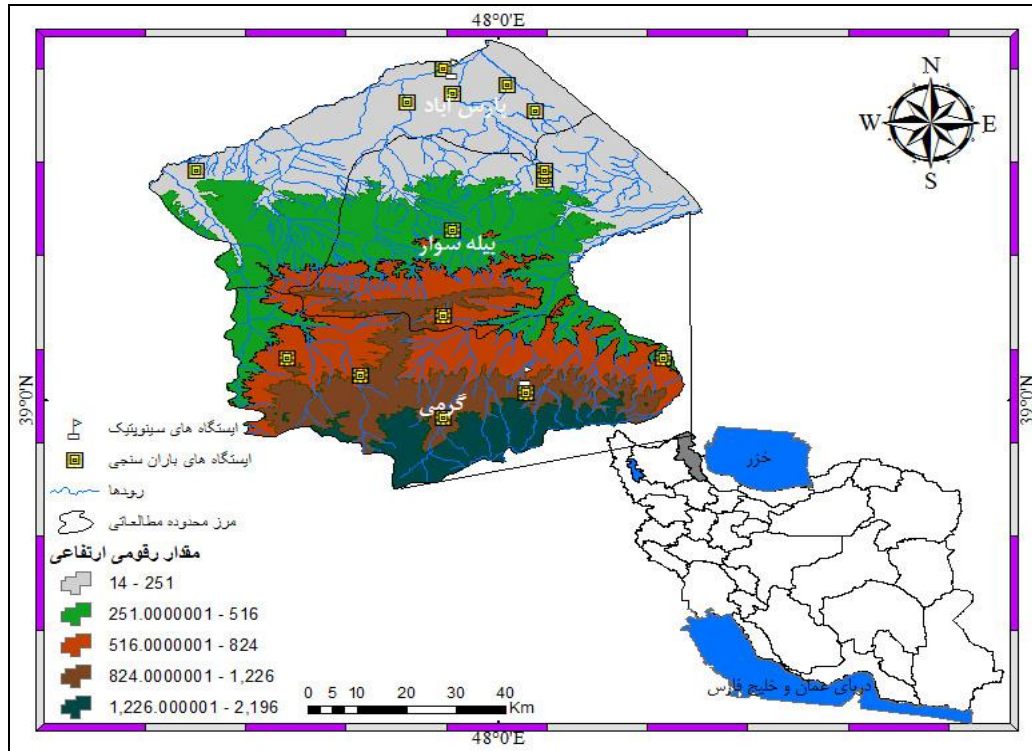 48°0'E
N
W E
S
پارس آباد
بیله سوار
گرمی
39°0'N
39°0'N
ایستگاه های سینوپتیک
ایستگاه های باران سنجی
رودها
مرز محدوده مطالعاتی
مقدار رقومی ارتفاعی
14 - 251
251.0000001 - 516
516.0000001 - 824
824.0000001 - 1,226
1,226.000001 - 2,196
0 5 10 20 30 40
Km
خزر
دریای عمان و خلیج فارس
48°0'E